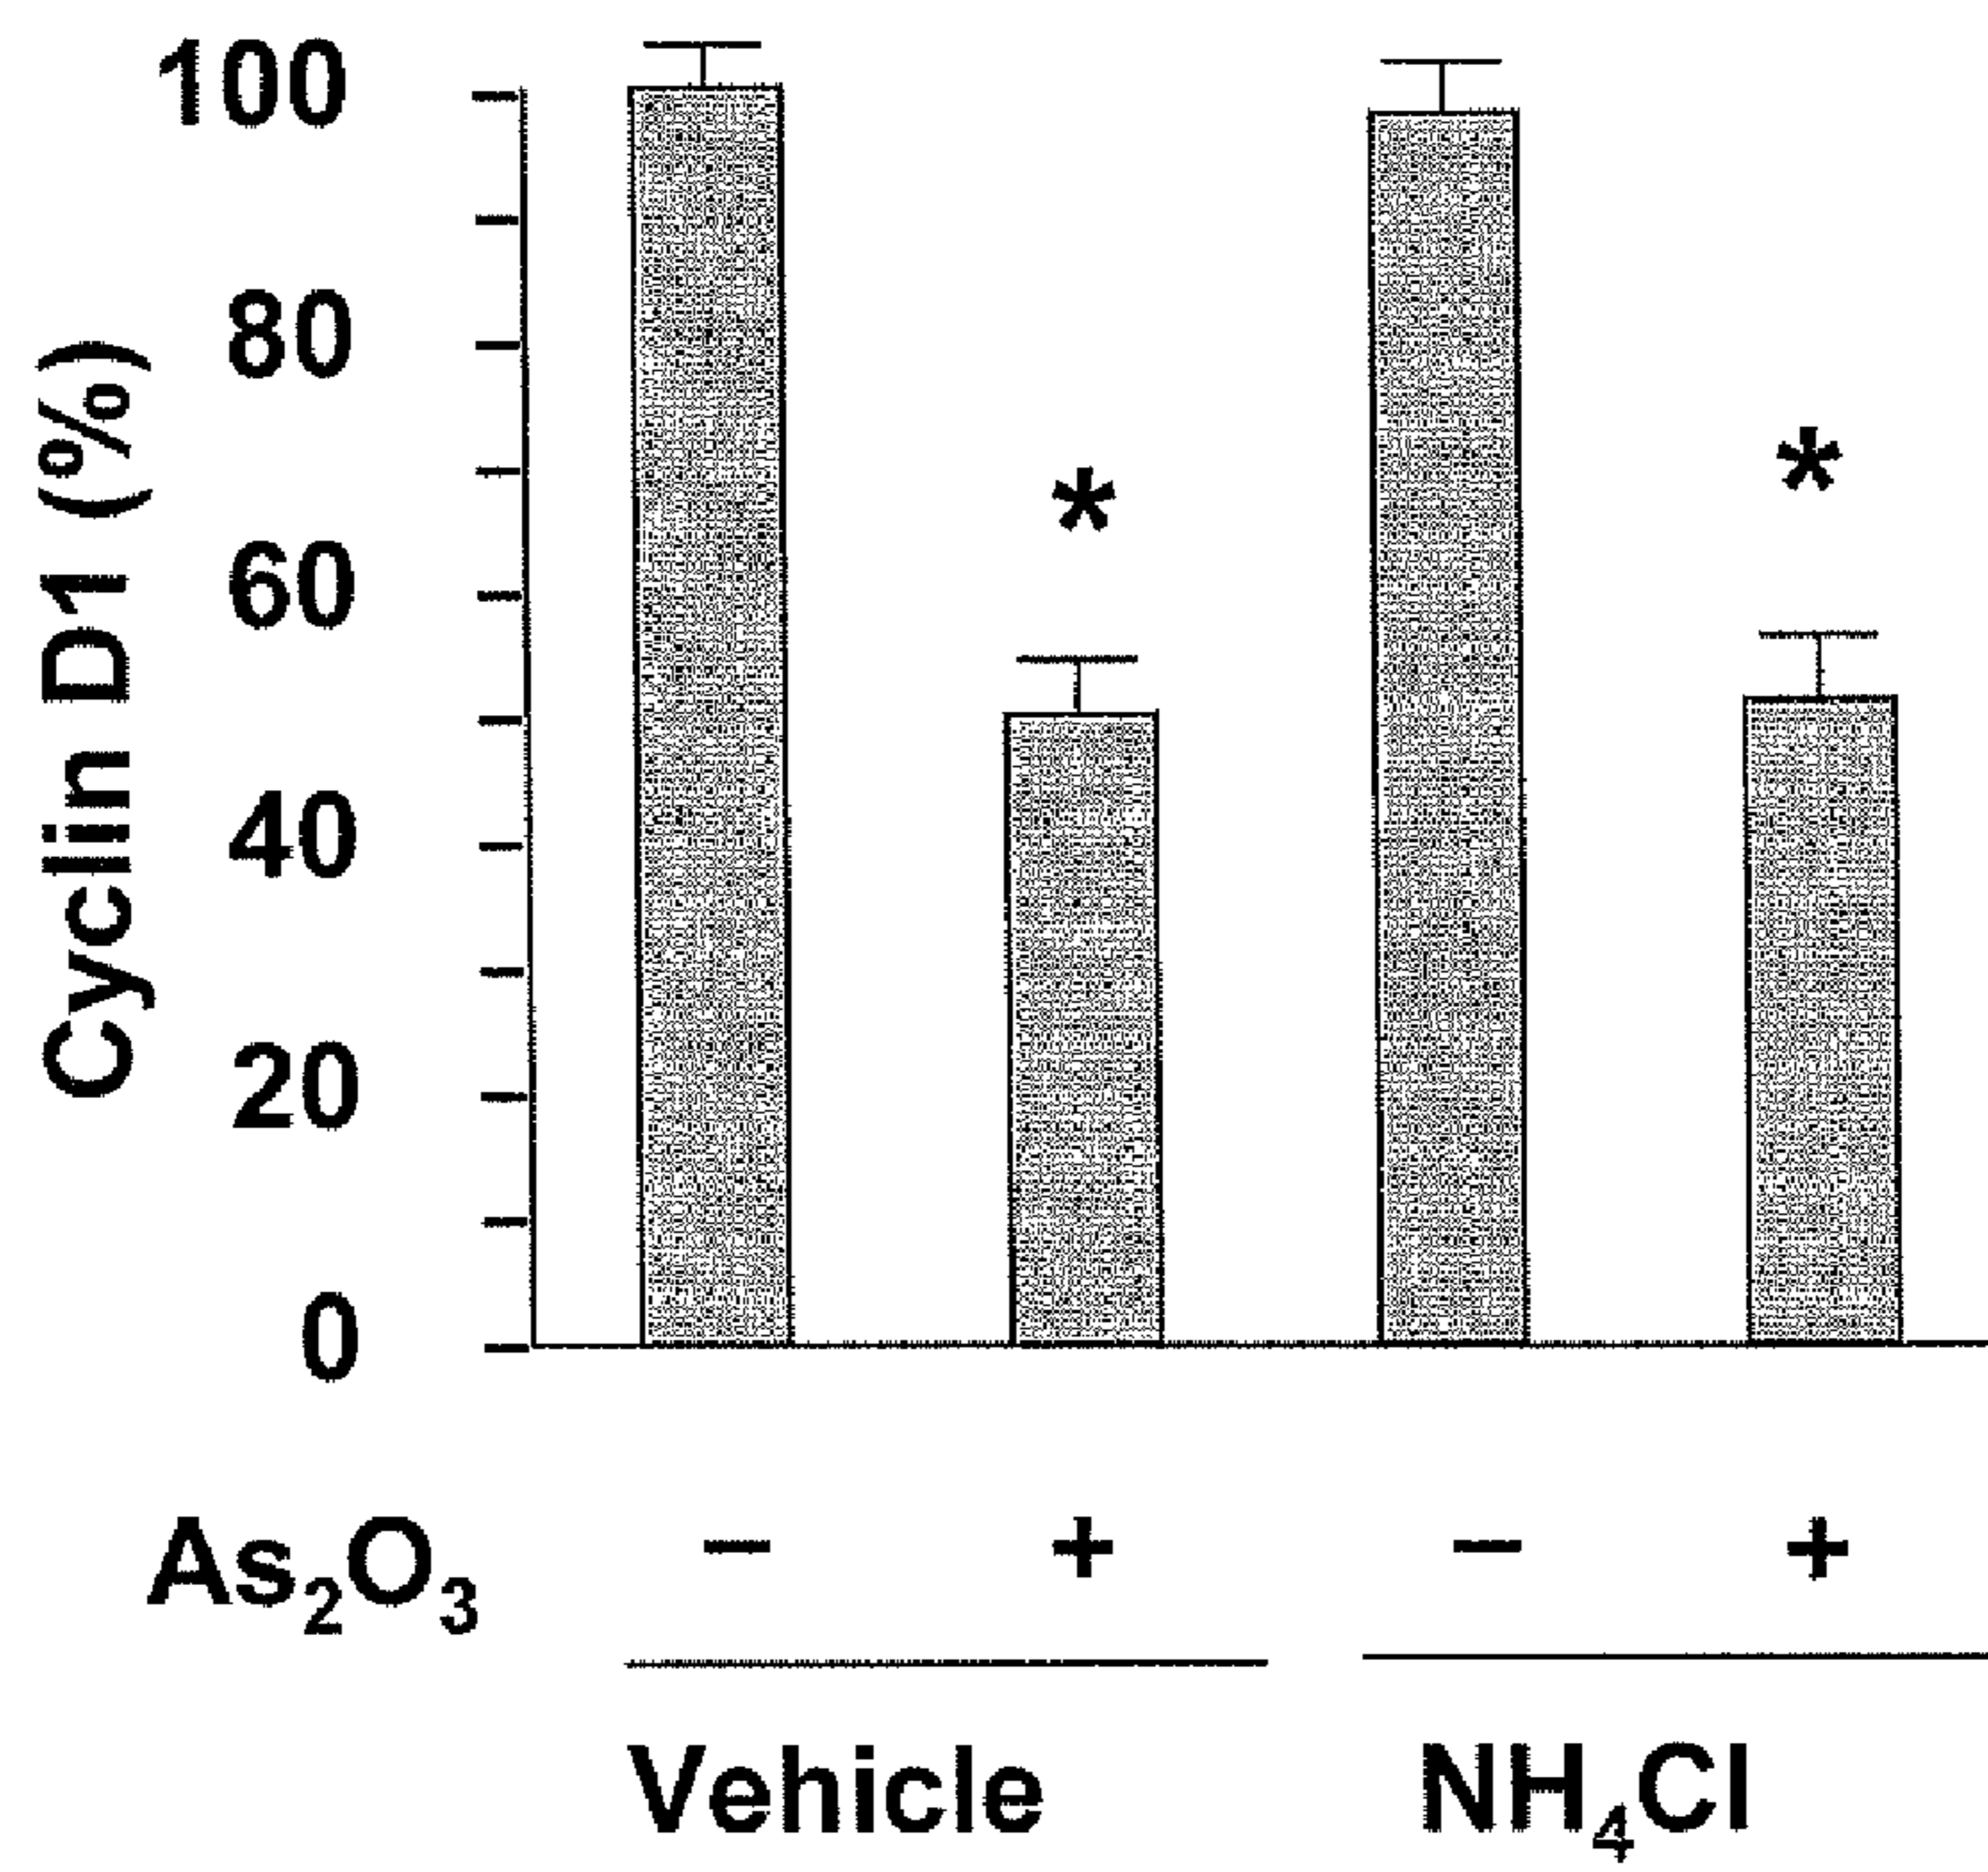 Cyclin D1 (%)
100
80
60
40
20
0
*
*
As₂O₃ − + − +
Vehicle NH₄Cl